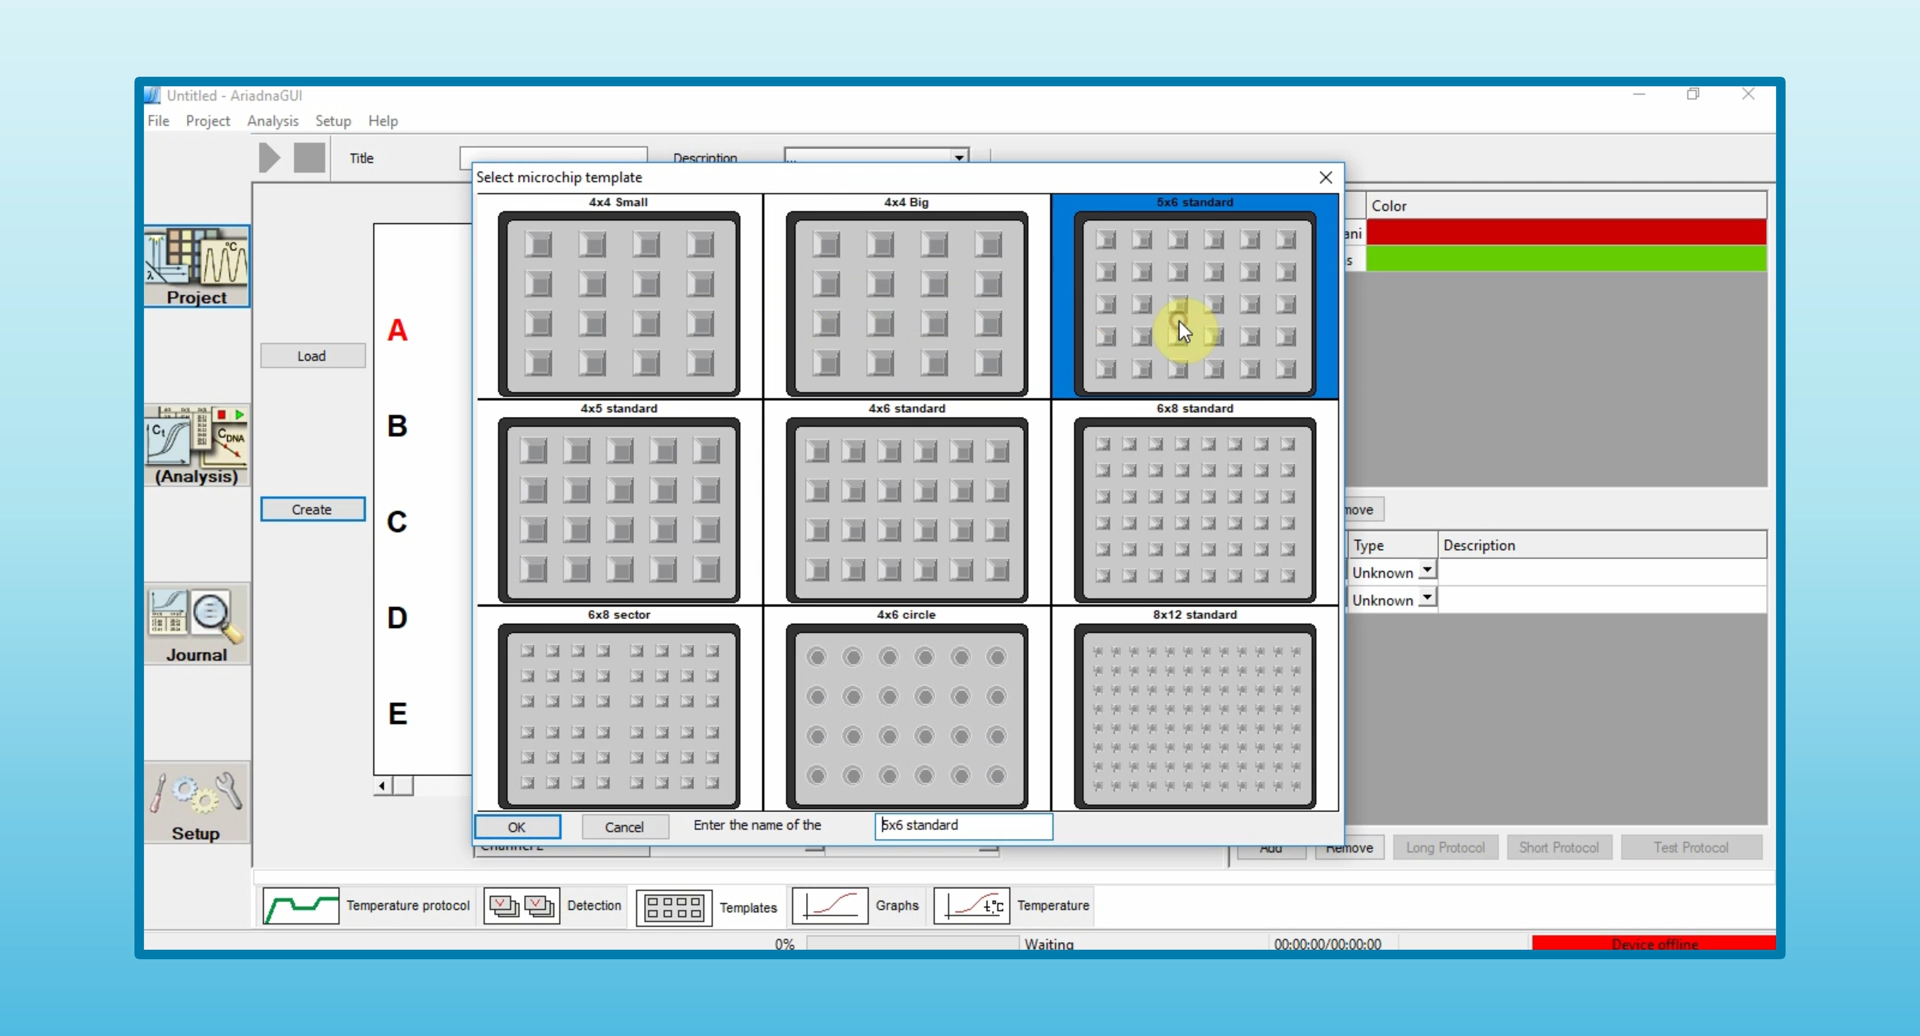 Untitled - AriadnaGUI
File Project Analysis Setup Help
Title
Description
...
Select microchip template
4x4 Small
4x4 Big
5x6 standard
4x5 standard
4x6 standard
6x8 standard
6x8 sector
4x6 circle
8x12 standard
OK
Cancel
Enter the name of the
5x6 standard
Project
(Analysis)
Journal
Setup
Load
Create
A
B
C
D
E
Color
Type
Description
Unknown
Unknown
Add
Remove
Long Protocol
Short Protocol
Test Protocol
Temperature protocol
Detection
Templates
Graphs
Temperature
0%
Waiting
00:00:00/00:00:00
Device offline